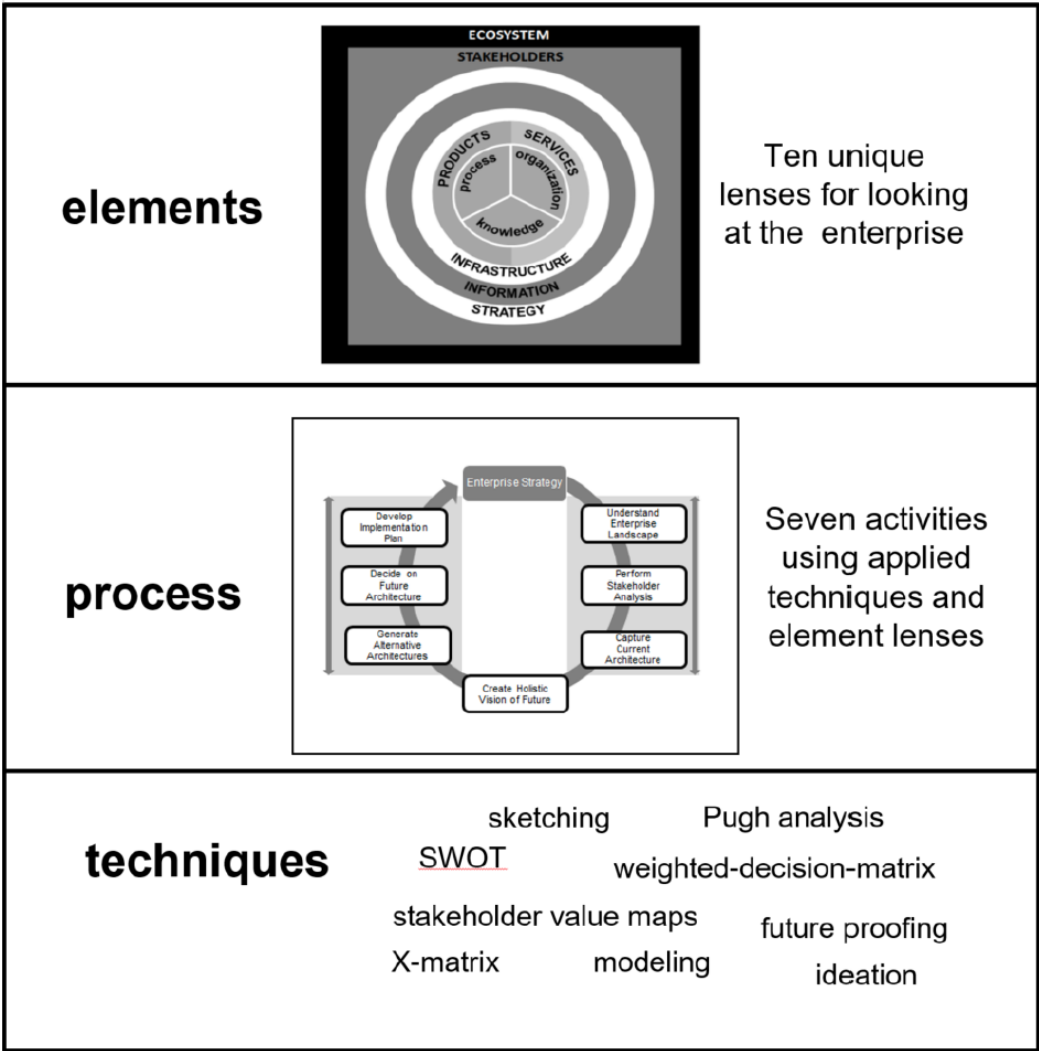 ECOSYSTEM
STAKEHOLDERS
PRODUCTS
SERVICES
process
organization
knowledge
INFRASTRUCTURE
INFORMATION
STRATEGY
elements
Ten unique
lenses for looking
at the enterprise
process
Enterprise Strategy
Develop
Implementation
Plan
Understand
Enterprise
Landscape
Decide on
Future
Architecture
Perform
Stakeholder
Analysis
Generate
Alternative
Architectures
Capture
Current
Architecture
Create Holistic
Vision of Future
Seven activities
using applied
techniques and
element lenses
techniques
sketching
Pugh analysis
SWOT
weighted-decision-matrix
stakeholder value maps
future proofing
X-matrix
modeling
ideation